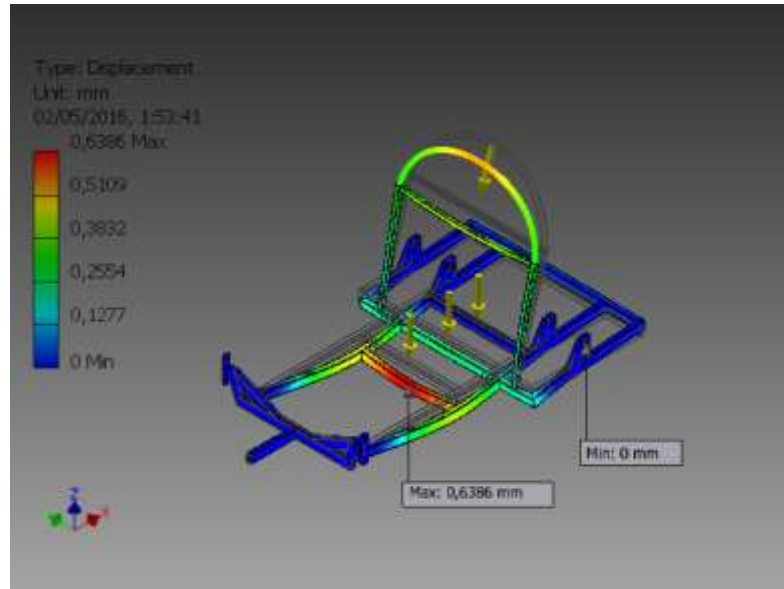 Type: Displacement
Unit: mm
02/05/2016, 1:53:41
0,6386 Max
0,5109
0,3832
0,2554
0,1277
0 Min
Min: 0 mm
Max: 0,6386 mm
Z
X